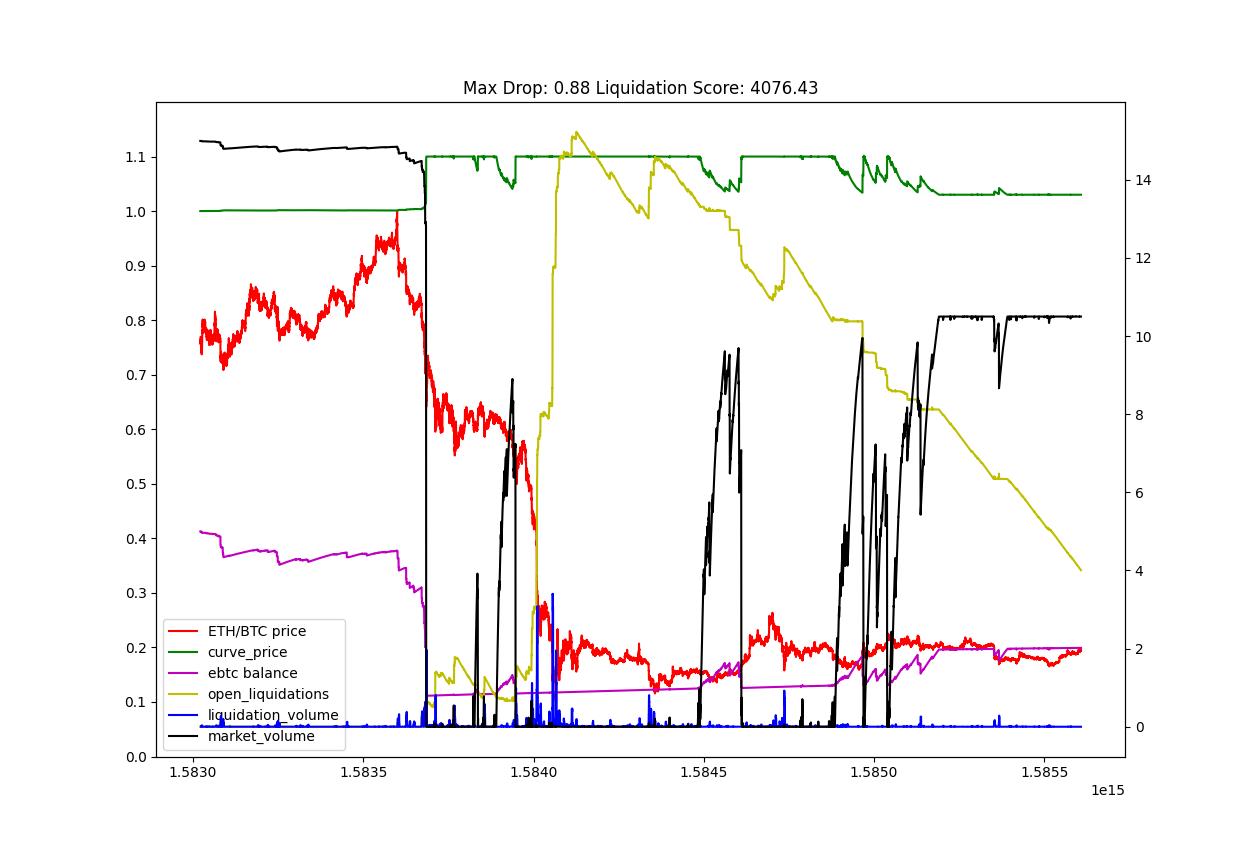 Max Drop: 0.88 Liquidation Score: 4076.43
1.1
1.0
0.9
0.8
0.7
0.6
0.5
0.4
0.3
0.2
0.1
0.0
14
12
10
8
6
4
2
0
ETH/BTC price
curve_price
ebtc balance
open_liquidations
liquidation_volume
market_volume
1.5830 1.5835 1.5840 1.5845 1.5850 1.5855
1e15